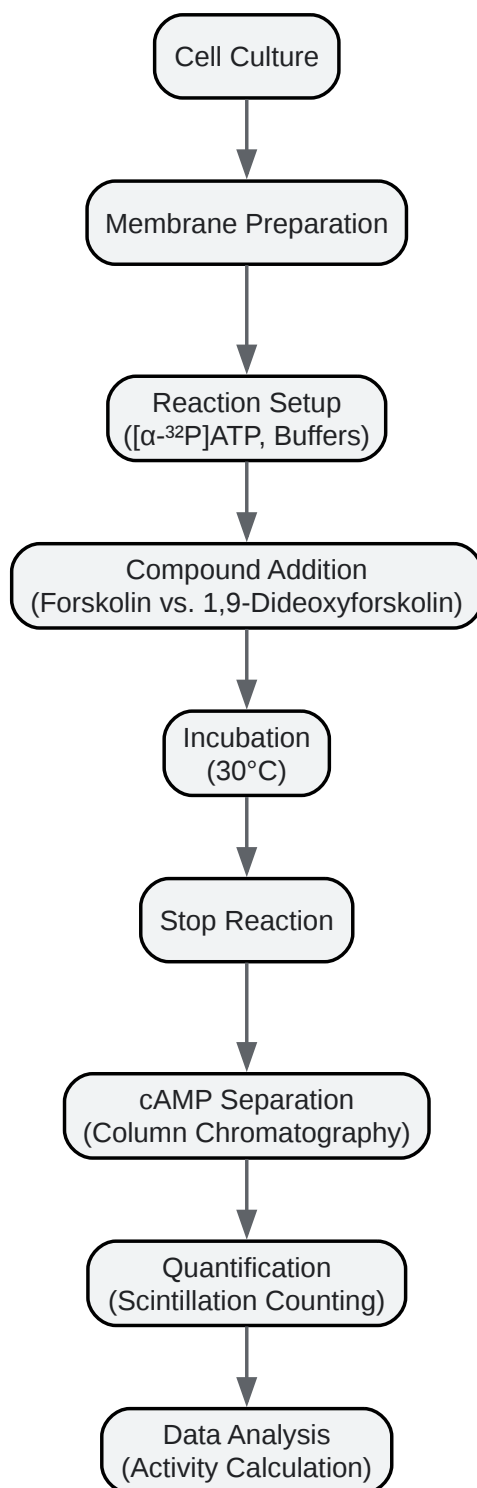 Cell Culture
Membrane Preparation
Reaction Setup
([α-³²P]ATP, Buffers)
Compound Addition
(Forskolin vs. 1,9-Dideoxyforskolin)
Incubation
(30°C)
Stop Reaction
cAMP Separation
(Column Chromatography)
Quantification
(Scintillation Counting)
Data Analysis
(Activity Calculation)